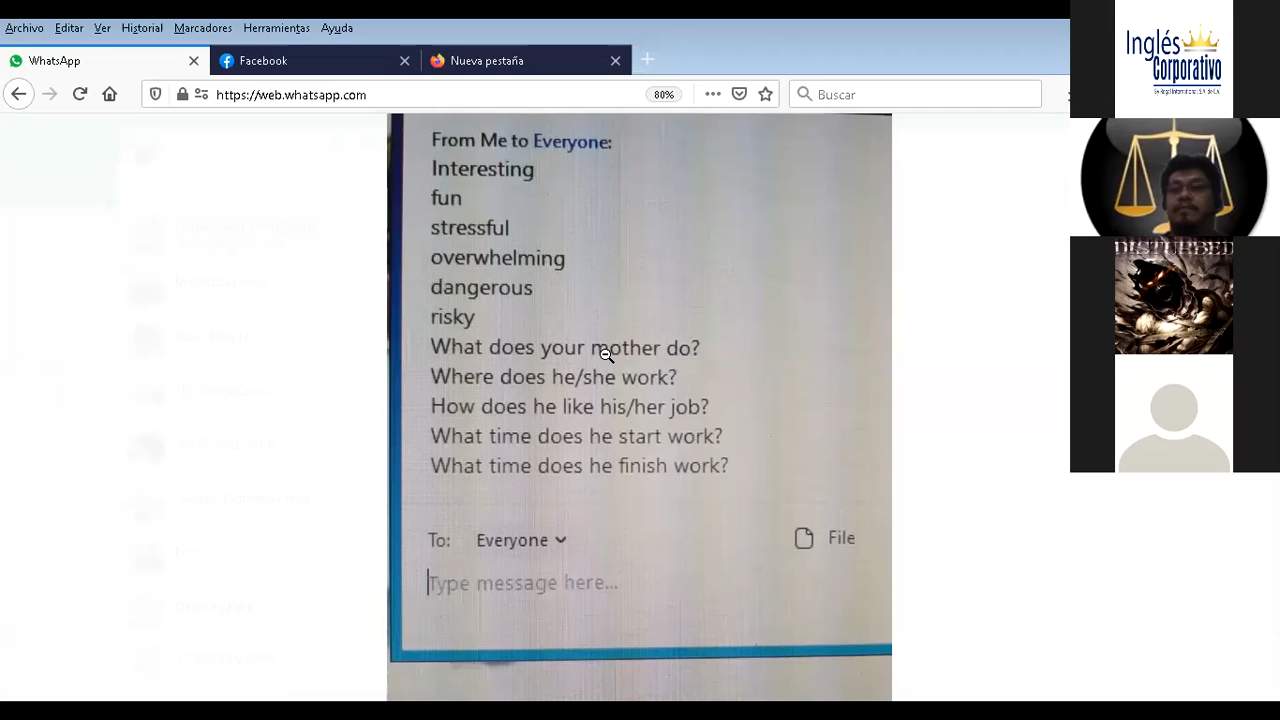 Archivo Editar Ver Historial Marcadores Herramientas Ayuda
WhatsApp Facebook Nueva pestaña
https://web.whatsapp.com 80% Buscar
From Me to Everyone:
Interesting
fun
stressful
overwhelming
dangerous
risky
What does your mother do?
Where does he/she work?
How does he like his/her job?
What time does he start work?
What time does he finish work?
To: Everyone File
Type message here...
Inglés
Corporativo
DISTURBED